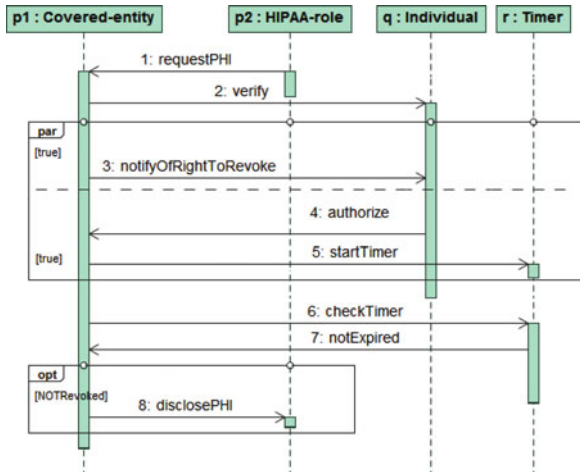 p1 : Covered-entity
p2 : HIPAA-role
q : Individual
r : Timer
1: requestPHI
2: verify
par
[true]
3: notifyOfRightToRevoke
4: authorize
[true]
5: startTimer
6: checkTimer
7: notExpired
opt
[NOTRevoked]
8: disclosePHI